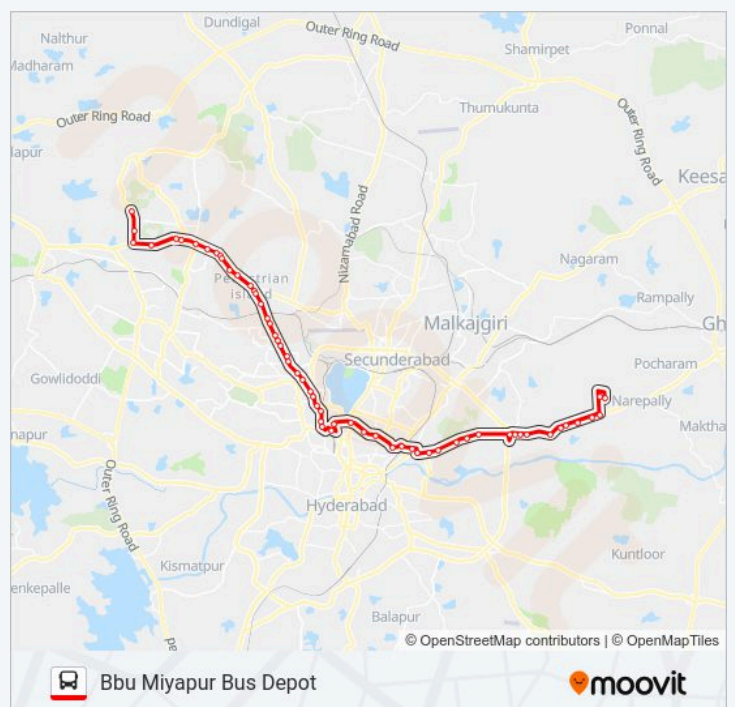 Dundigal
Ponnal
Nalthur
Outer Ring Road
Shamirpet
Madharam
Thumukunta
Outer Ring Road
Outer Ring Road
lapur
Keesa
Nizamabad Road
Nagaram
Pedestrian
Island
Rampally
Malkajgiri
Gh
Secunderabad
Pocharam
Gowlidoddi
Narepally
Maktha
napur
Outer Ring Road
Hyderabad
Kuntloor
Kismatpur
enkepalle
Balapur
ad
© OpenStreetMap contributors | © OpenMapTiles
Bbu Miyapur Bus Depot
moovit